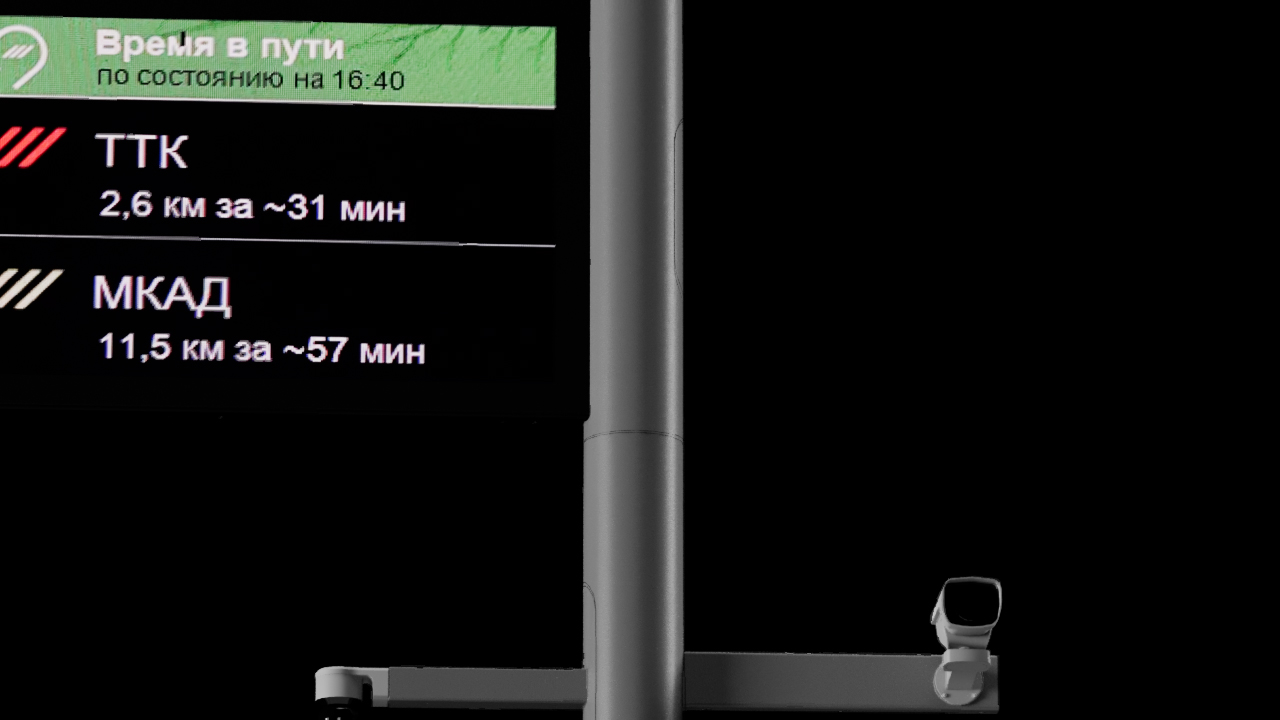 Время в пути
по состоянию на 16:40
ТТК
2,6 км за ~31 мин
МКАД
11,5 км за ~57 мин